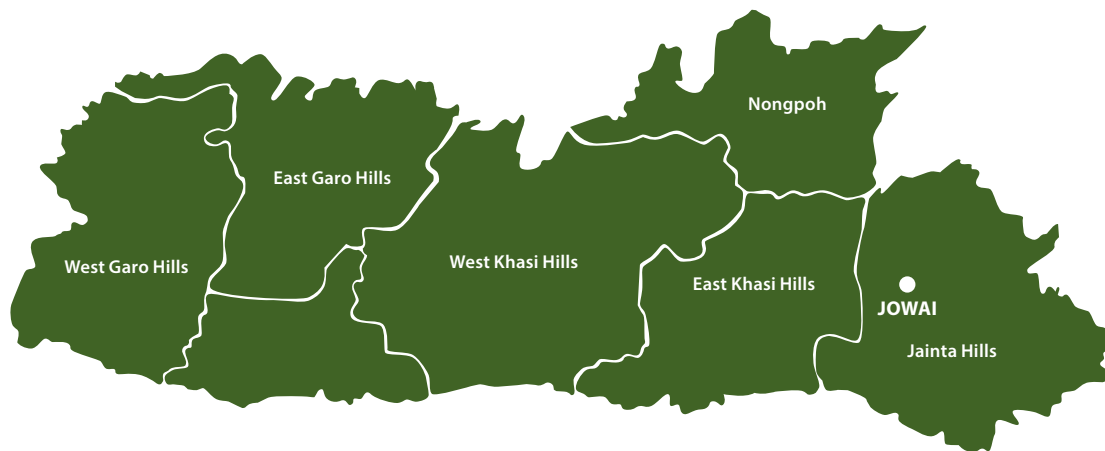 Nongpoh
East Garo Hills
West Garo Hills
West Khasi Hills
East Khasi Hills
JOWAI
Jainta Hills